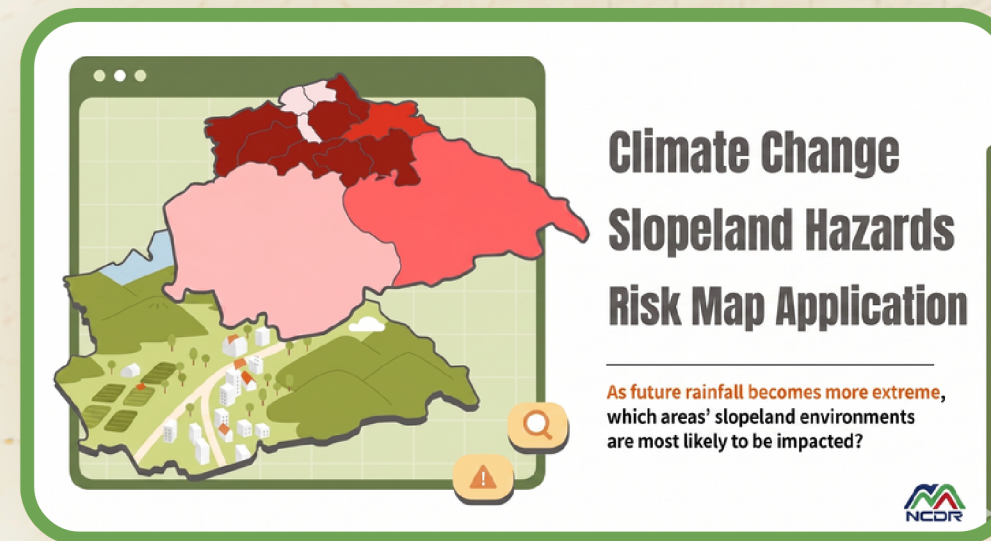 Climate Change
Slopeland Hazards
Risk Map Application
As future rainfall becomes more extreme,
which areas' slopeland environments
are most likely to be impacted?
NCDR